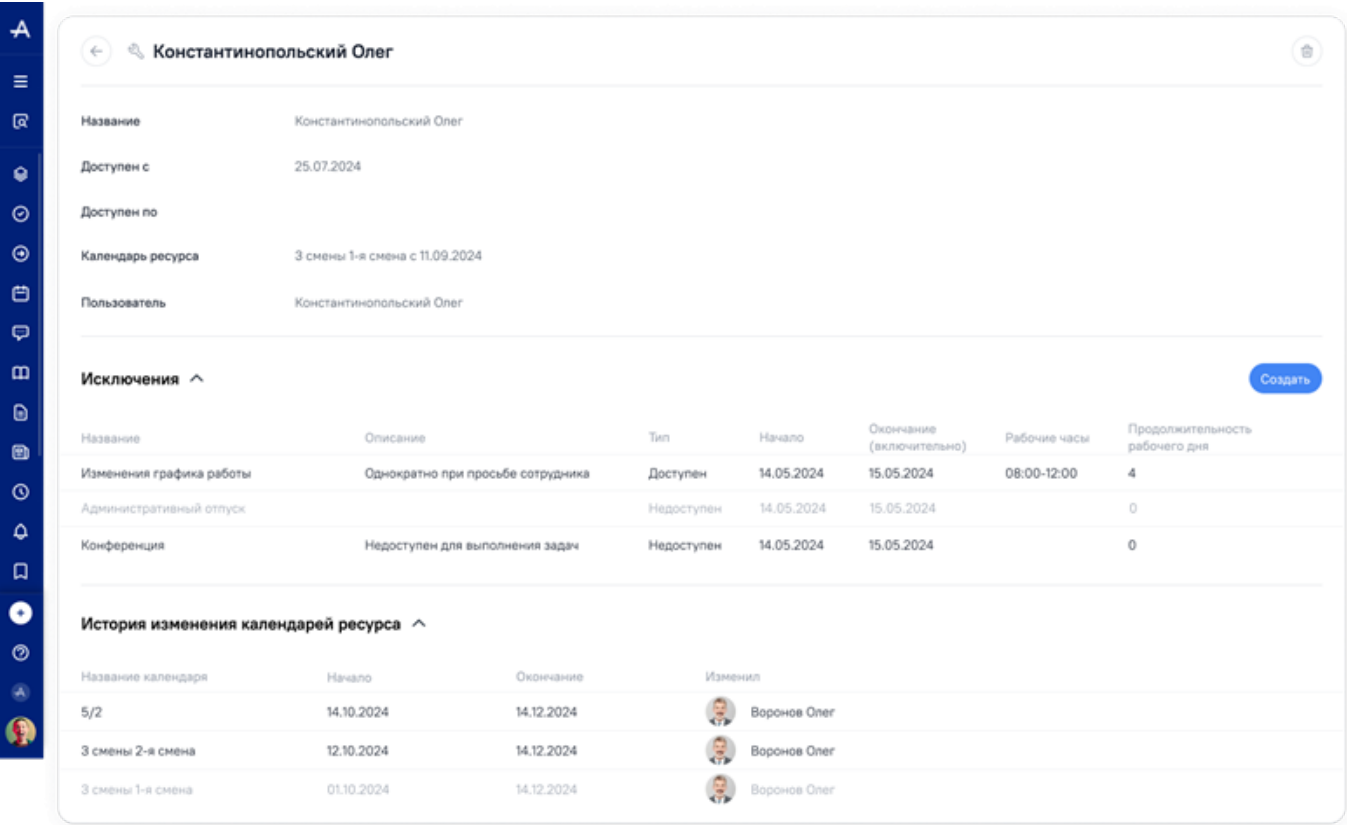 Константинопольский Олег
Название Константинопольский Олег
Доступен с 25.07.2024
Доступен по
Календарь ресурса 3 смены 1-я смена с 11.09.2024
Пользователь Константинопольский Олег
Исключения Создать
Название Описание Тип Начало Окончание (включительно) Рабочие часы Продолжительность рабочего дня
Изменения графика работы Однократно при просьбе сотрудника Доступен 14.05.2024 15.05.2024 08:00-12:00 4
Административный отпуск Недоступен 14.05.2024 15.05.2024 0
Конференция Недоступен для выполнения задач Недоступен 14.05.2024 15.05.2024 0
История изменения календарей ресурса
Название календаря Начало Окончание Изменил
5/2 14.10.2024 14.12.2024 Воронов Олег
3 смены 2-я смена 12.10.2024 14.12.2024 Воронов Олег
3 смены 1-я смена 01.10.2024 14.12.2024 Воронов Олег